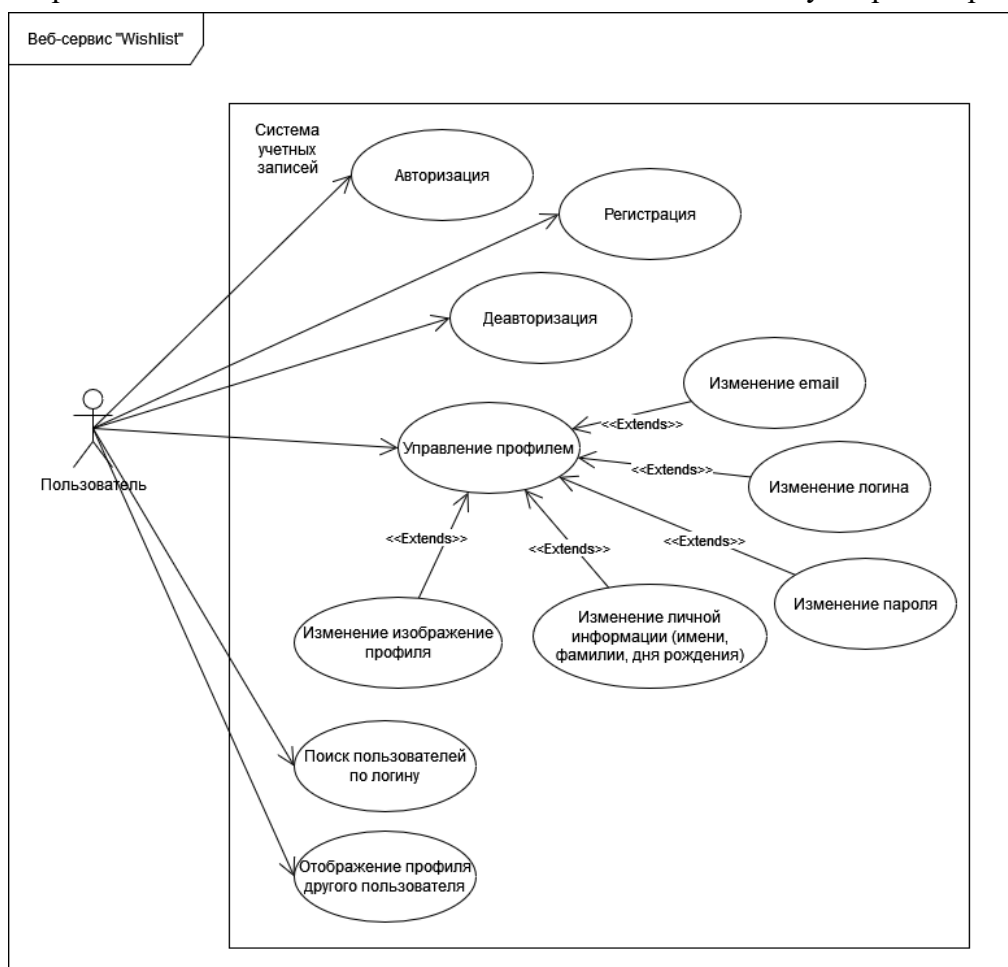 Веб-сервис "Wishlist"
Система
учетных
записей
Авторизация
Регистрация
Деавторизация
Изменение email
<<Extends>>
Управление профилем
<<Extends>>
Изменение логина
<<Extends>>
<<Extends>>
<<Extends>>
Пользователь
Изменение пароля
Изменение изображение
профиля
Изменение личной
информации (имени,
фамилии, дня рождения)
Поиск пользователей
по логину
Отображение профиля
другого пользователя